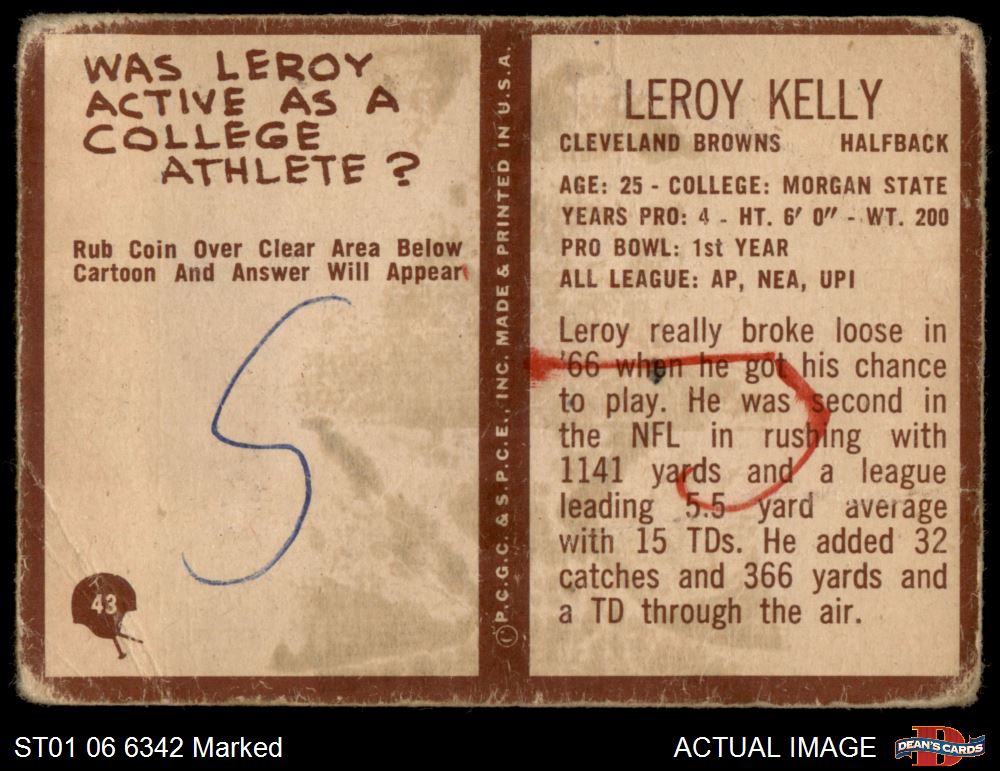 WAS LEROY
ACTIVE AS A
COLLEGE
ATHLETE ?
Rub Coin Over Clear Area Below
Cartoon And Answer Will Appear
5
43
© P.C.G.C. & S.P.C.E., INC. MADE & PRINTED IN U.S.A.
LEROY KELLY
CLEVELAND BROWNS HALFBACK
AGE: 25 - COLLEGE: MORGAN STATE
YEARS PRO: 4 - HT. 6' 0" - WT. 200
PRO BOWL: 1st YEAR
ALL LEAGUE: AP, NEA, UPI
Leroy really broke loose in
'66 when he got his chance
to play. He was second in
the NFL in rushing with
1141 yards and a league
leading 5.5 yard average
with 15 TDs. He added 32
catches and 366 yards and
a TD through the air.
ST01 06 6342 Marked
ACTUAL IMAGE
DEAN'S CARDS